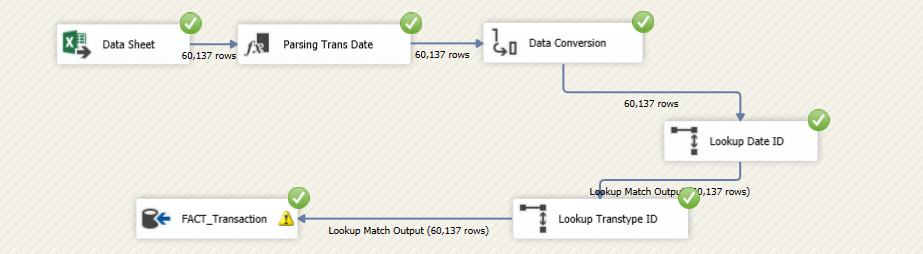 Data Sheet
60,137 rows
Parsing Trans Date
60,137 rows
Data Conversion
60,137 rows
Lookup Date ID
Lookup Match Output 0,137 rows)
Lookup Transtype ID
Lookup Match Output (60,137 rows)
FACT_Transaction